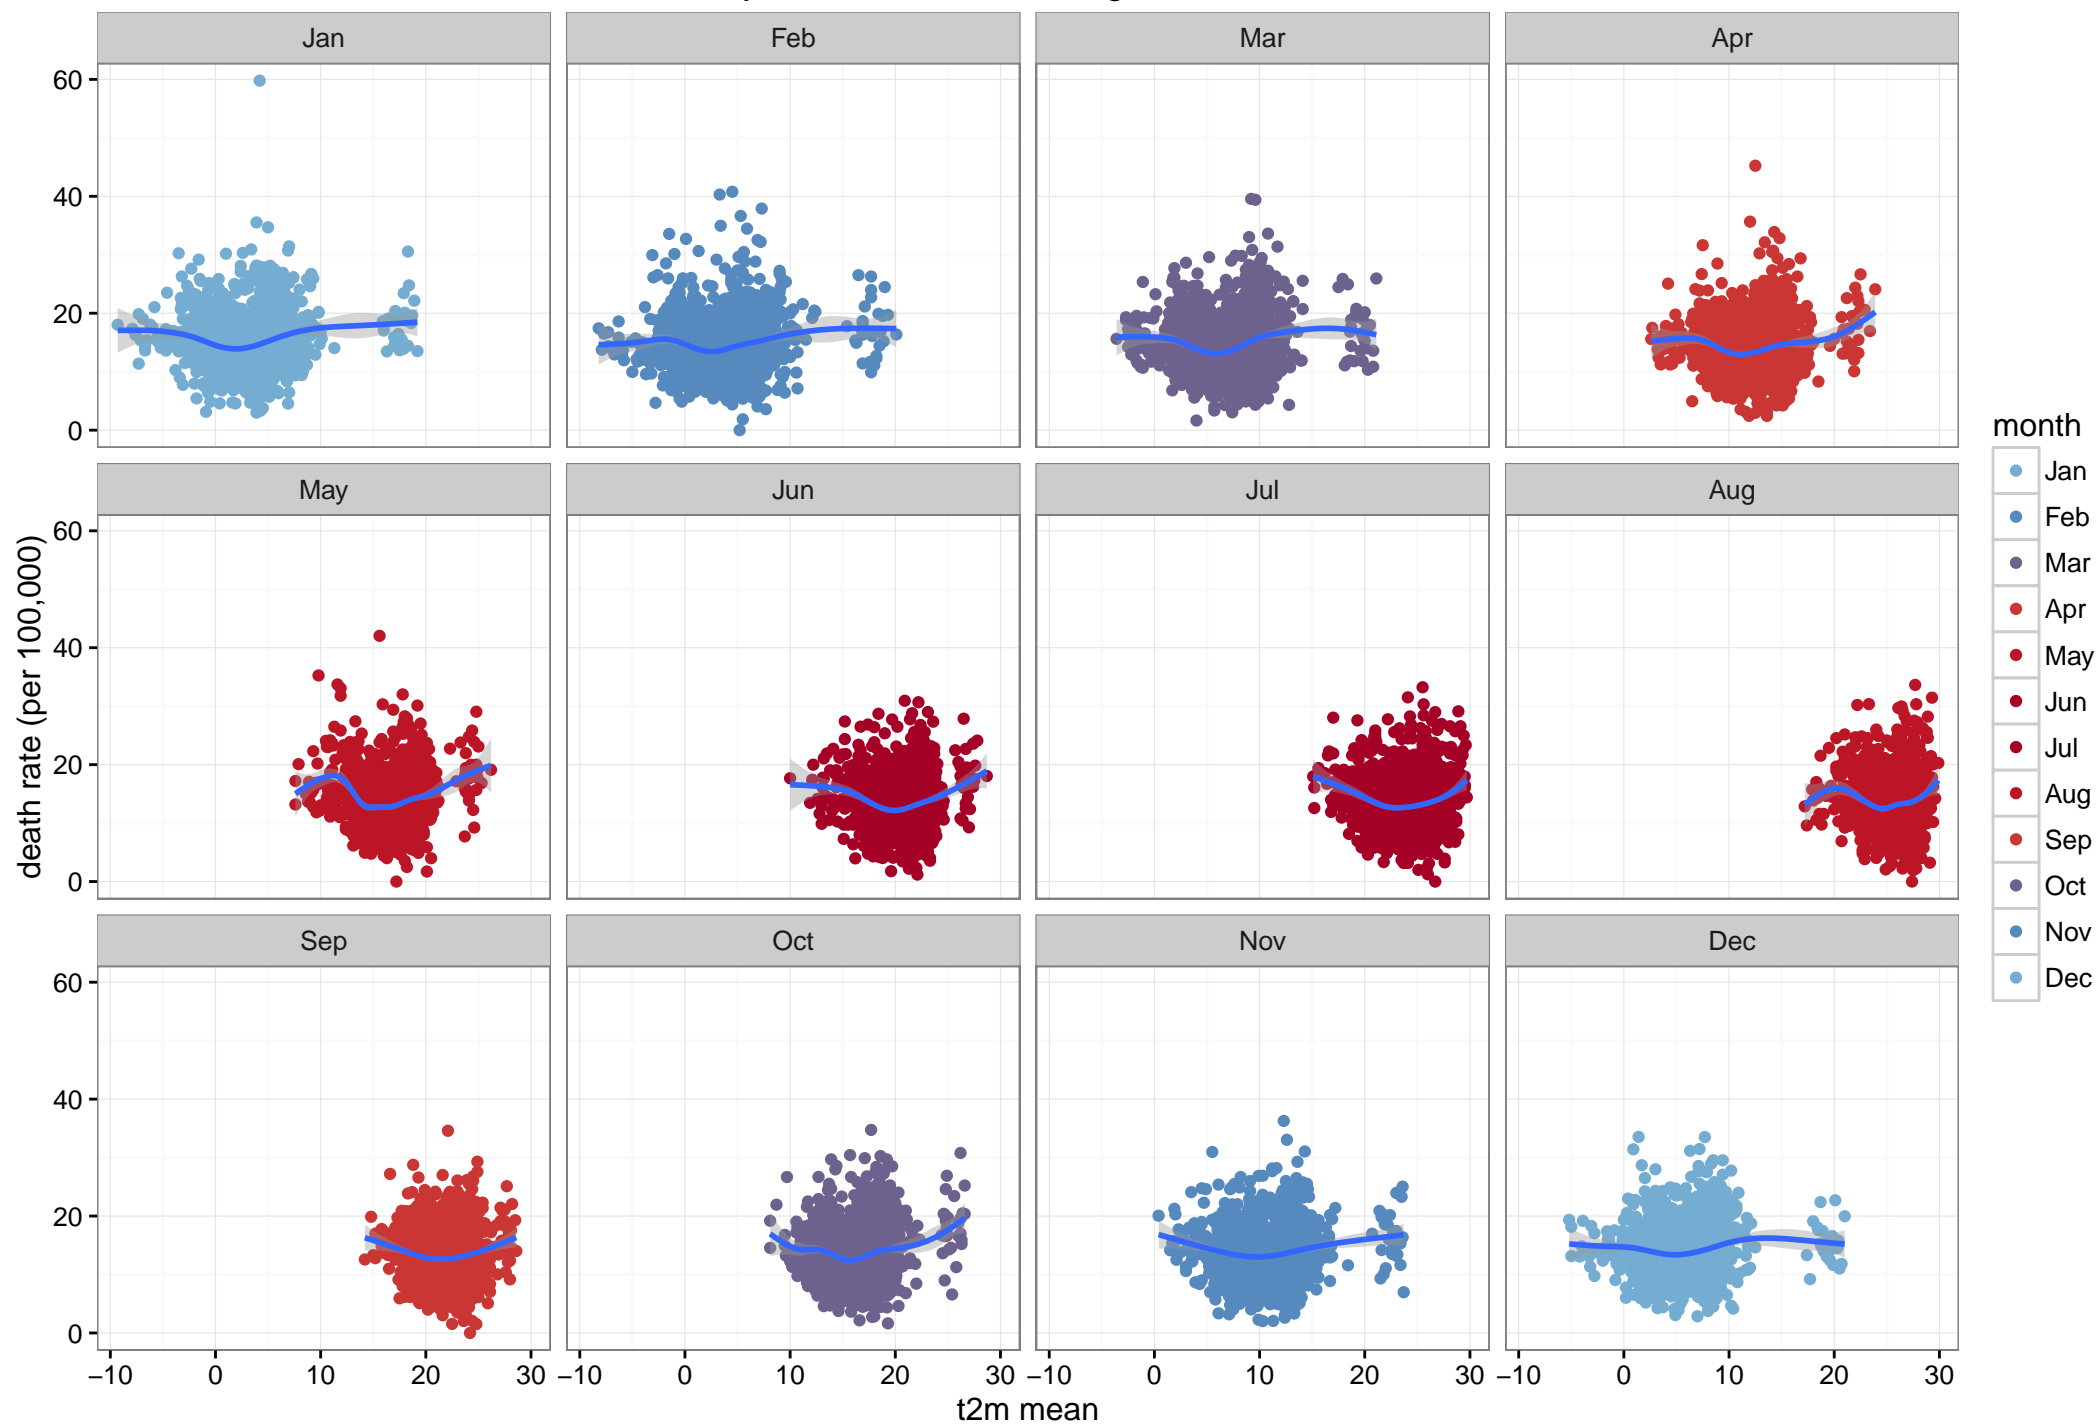 Jan Feb Mar Apr
60
40
20
0
May Jun Jul Aug
60
40
20
0
Sep Oct Nov Dec
60
40
20
0
−10 0 10 20 30 −10 0 10 20 30 −10 0 10 20 30 −10 0 10 20 30
t2m mean
death rate (per 100,000)
month
Jan
Feb
Mar
Apr
May
Jun
Jul
Aug
Sep
Oct
Nov
Dec